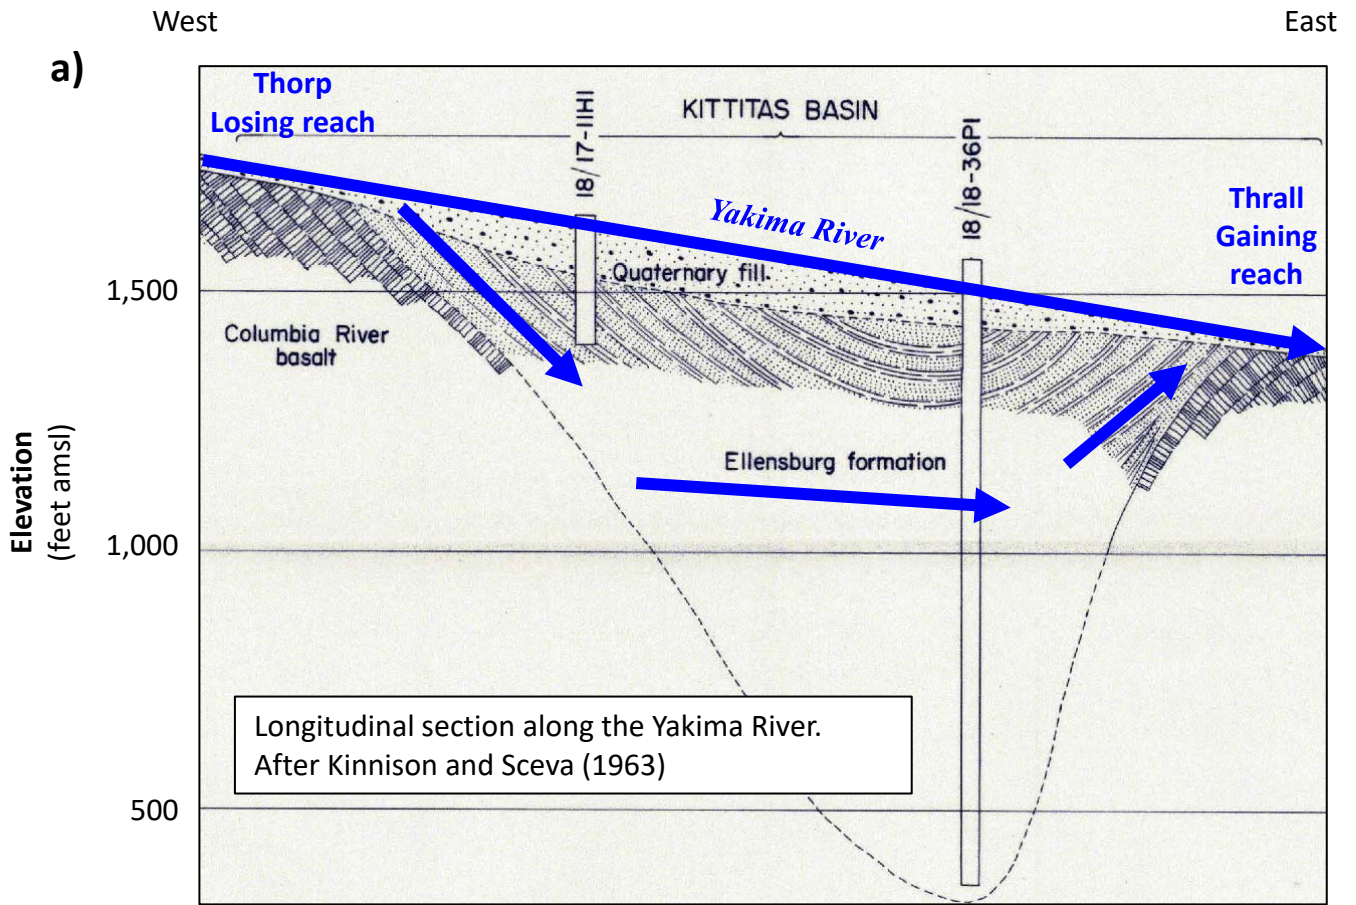 West
East
a)
Thorp
Losing reach
KITTITAS BASIN
18/17-11H1
18/18-36P1
Yakima River
Thrall
Gaining
reach
Quaternary fill
1,500
Columbia River
basalt
Ellensburg formation
Elevation
(feet amsl)
1,000
Longitudinal section along the Yakima River.
After Kinnison and Sceva (1963)
500